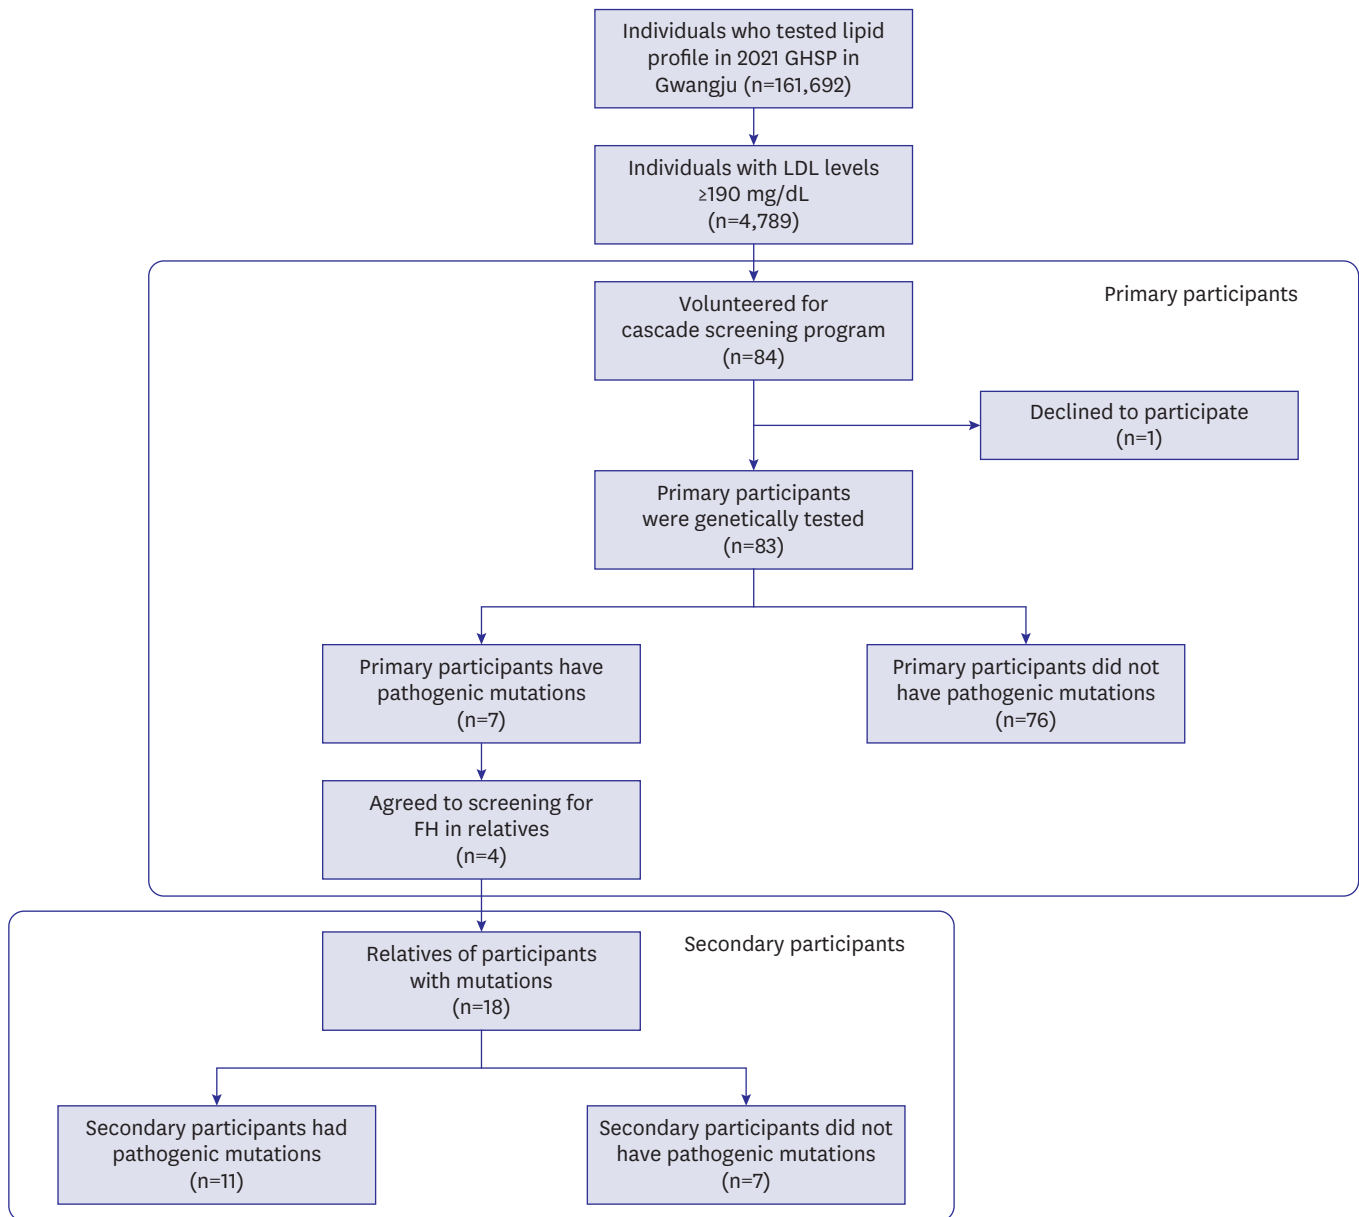 Individuals who tested lipid
profile in 2021 GHSP in
Gwangju (n=161,692)
Individuals with LDL levels
≥190 mg/dL
(n=4,789)
Primary participants
Volunteered for
cascade screening program
(n=84)
Declined to participate
(n=1)
Primary participants
were genetically tested
(n=83)
Primary participants have
pathogenic mutations
(n=7)
Primary participants did not
have pathogenic mutations
(n=76)
Agreed to screening for
FH in relatives
(n=4)
Secondary participants
Relatives of participants
with mutations
(n=18)
Secondary participants had
pathogenic mutations
(n=11)
Secondary participants did not
have pathogenic mutations
(n=7)